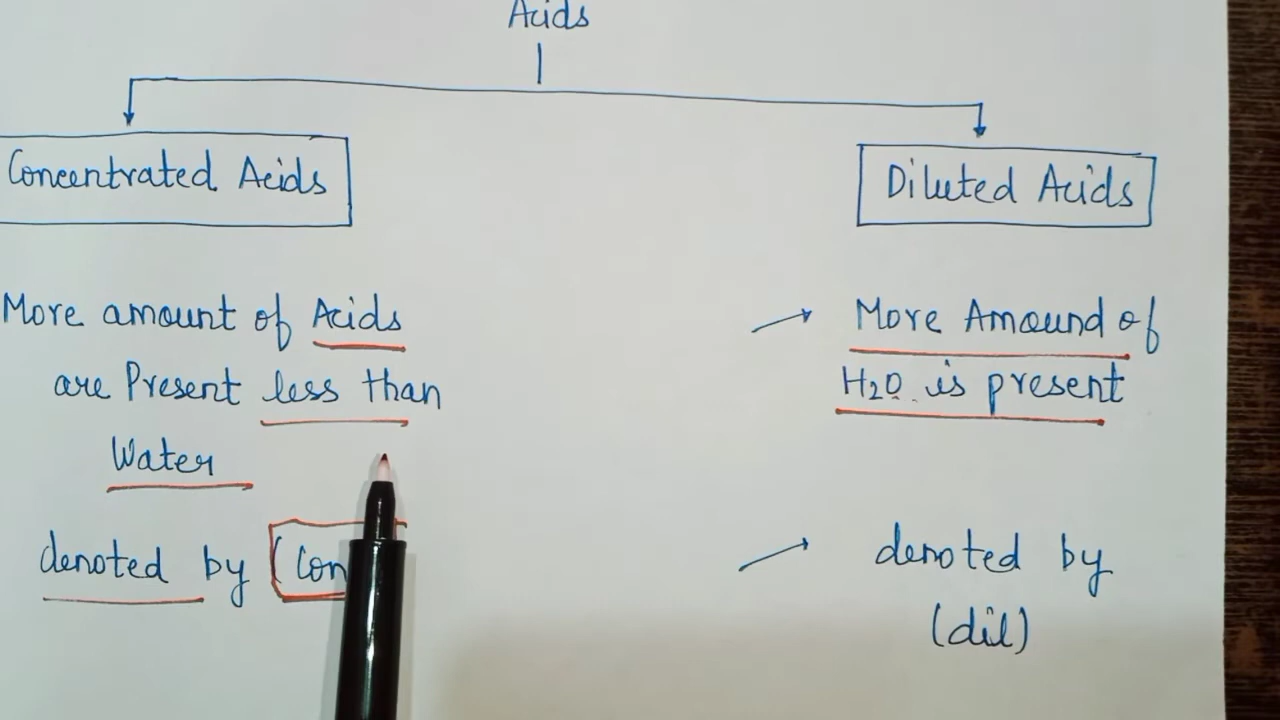 Acids
Concentrated Acids
Diluted Acids
More amount of Acids
are Present less than
Water
denoted by (Con
More Amound of
H2O is present
denoted by
(dil)